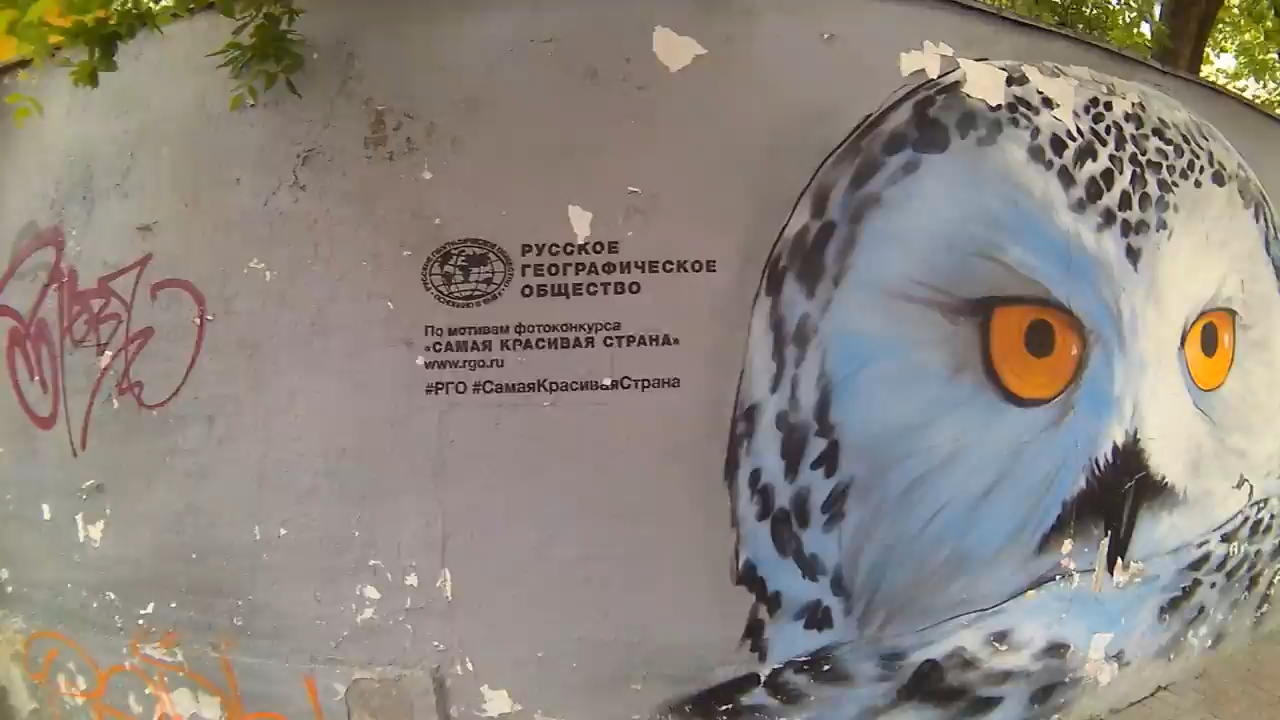 РУССКОЕ
ГЕОГРАФИЧЕСКОЕ
ОБЩЕСТВО
По мотивам фотоконкурса
«САМАЯ КРАСИВАЯ СТРАНА»
www.rgo.ru
#РГО #СамаяКрасиваяСтрана